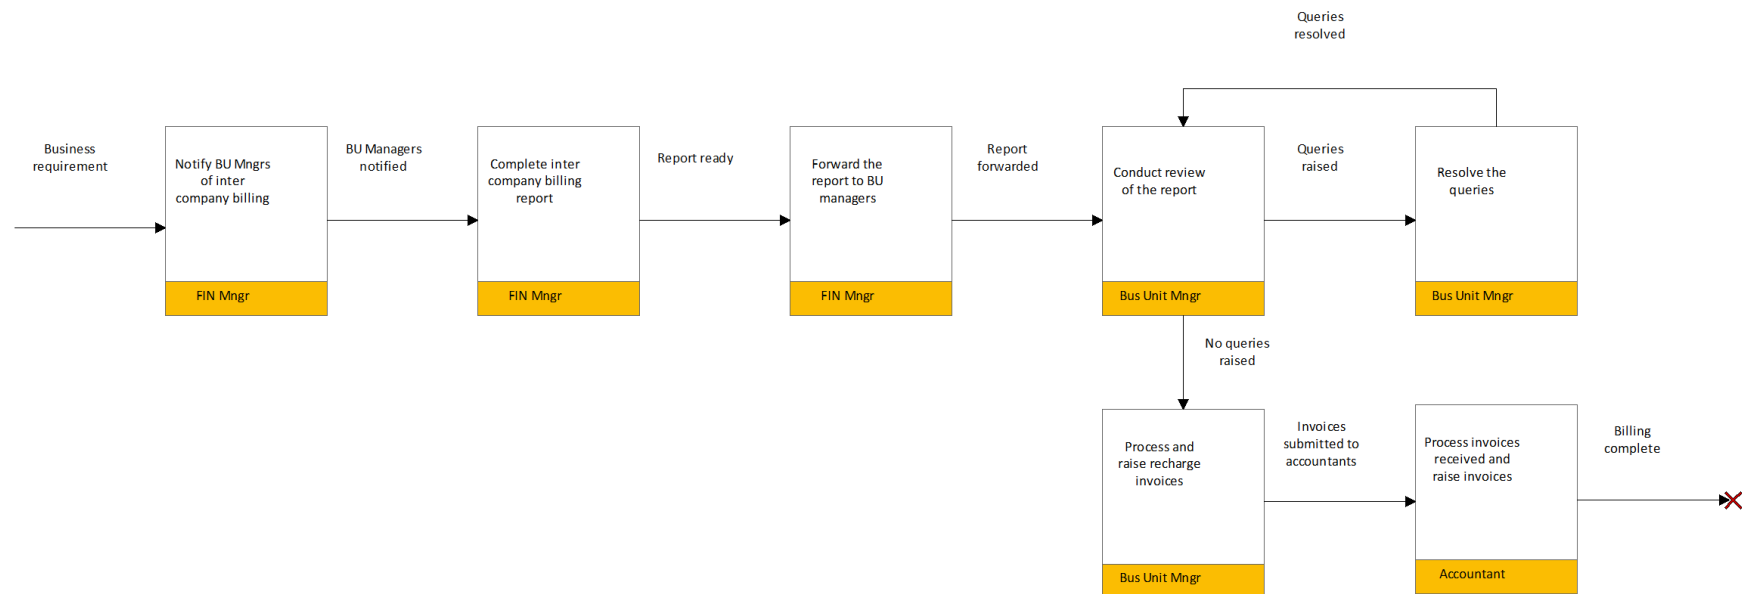 Queries
resolved
Business
requirement
Notify BU Mngrs
of inter
company billing
FIN Mngr
BU Managers
notified
Complete inter
company billing
report
FIN Mngr
Report ready
Forward the
report to BU
managers
FIN Mngr
Report
forwarded
Conduct review
of the report
Bus Unit Mngr
Queries
raised
Resolve the
queries
Bus Unit Mngr
No queries
raised
Process and
raise recharge
invoices
Bus Unit Mngr
Invoices
submitted to
accountants
Process invoices
received and
raise invoices
Accountant
Billing
complete